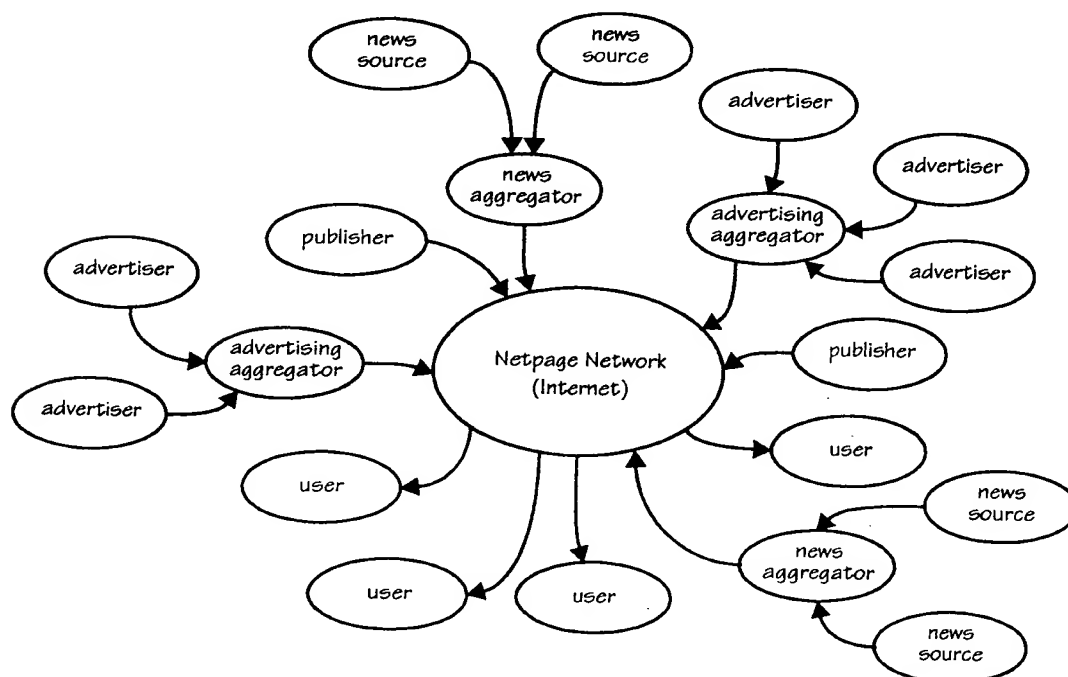 news
source
news
source
advertiser
advertiser
news
aggregator
advertising
aggregator
publisher
advertiser
advertiser
Netpage Network
(Internet)
publisher
advertising
aggregator
advertiser
user
user
news
source
news
aggregator
user
user
news
source